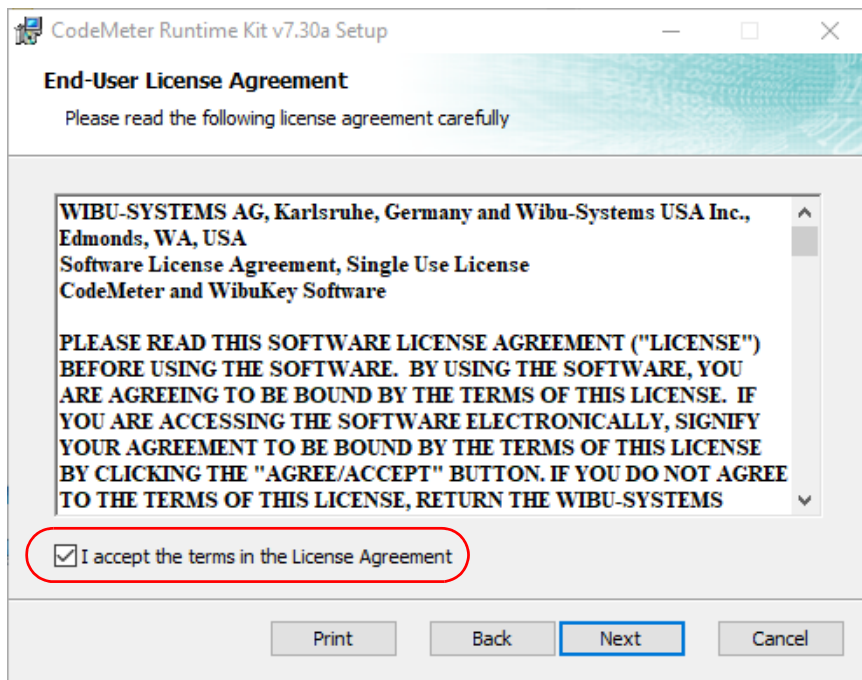 CodeMeter Runtime Kit v7.30a Setup
End-User License Agreement
Please read the following license agreement carefully
WIBU-SYSTEMS AG, Karlsruhe, Germany and Wibu-Systems USA Inc.,
Edmonds, WA, USA
Software License Agreement, Single Use License
CodeMeter and WibuKey Software
PLEASE READ THIS SOFTWARE LICENSE AGREEMENT ("LICENSE")
BEFORE USING THE SOFTWARE.  BY USING THE SOFTWARE, YOU
ARE AGREEING TO BE BOUND BY THE TERMS OF THIS LICENSE.  IF
YOU ARE ACCESSING THE SOFTWARE ELECTRONICALLY, SIGNIFY
YOUR AGREEMENT TO BE BOUND BY THE TERMS OF THIS LICENSE
BY CLICKING THE "AGREE/ACCEPT" BUTTON. IF YOU DO NOT AGREE
TO THE TERMS OF THIS LICENSE, RETURN THE WIBU-SYSTEMS
I accept the terms in the License Agreement
Print Back Next Cancel